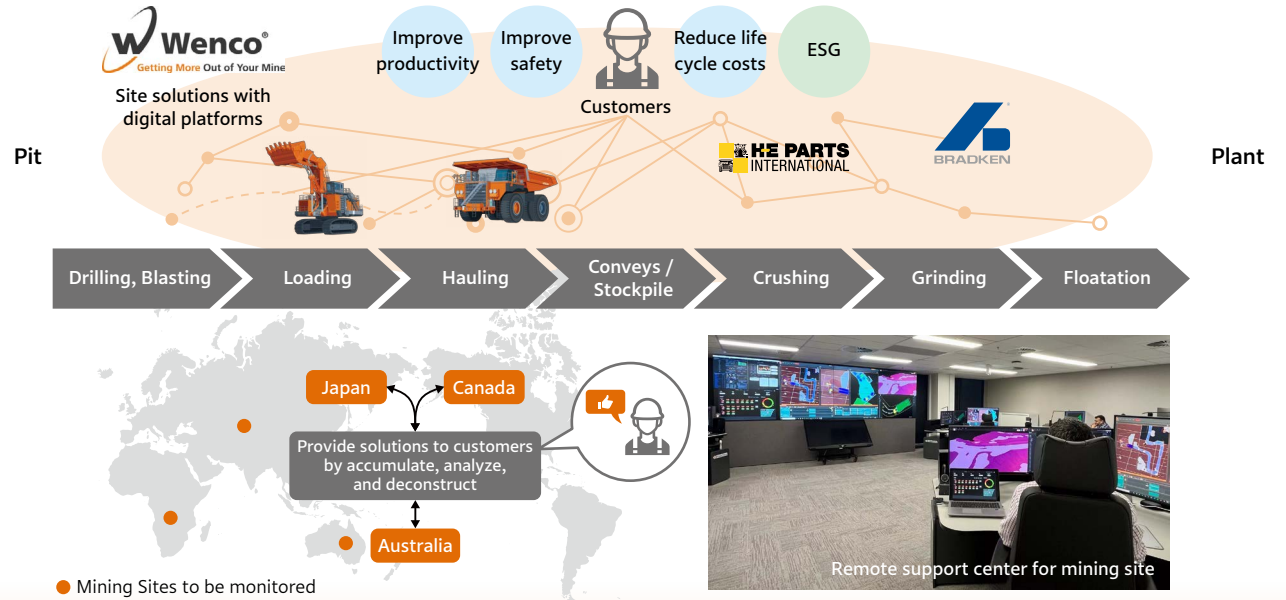 Wenco®
Getting More Out of Your Mine
Site solutions with
digital platforms
Improve
productivity
Improve
safety
Customers
Reduce life
cycle costs
ESG
H-E PARTS
INTERNATIONAL
BRADKEN
Pit
Plant
Drilling, Blasting
Loading
Hauling
Conveys /
Stockpile
Crushing
Grinding
Floatation
Japan
Canada
Provide solutions to customers
by accumulate, analyze,
and deconstruct
Australia
Mining Sites to be monitored
Remote support center for mining site